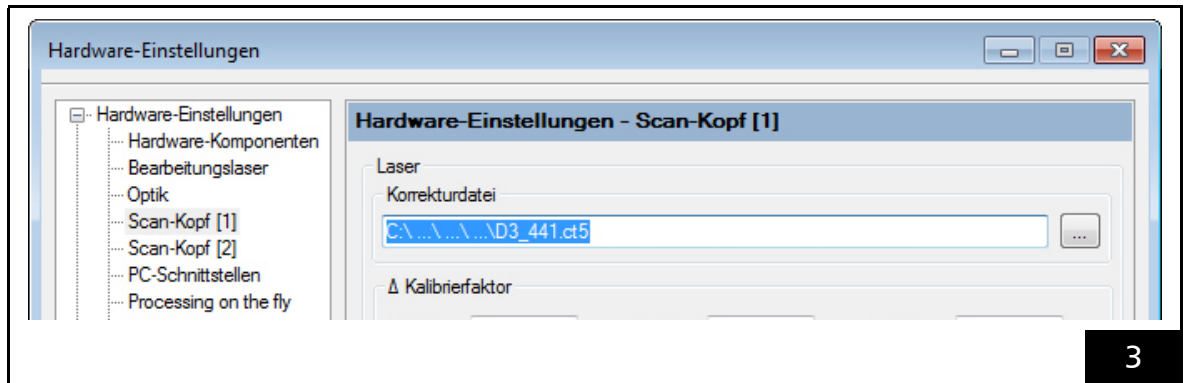 Hardware-Einstellungen
Hardware-Einstellungen
Hardware-Komponenten
Bearbeitungslaser
Optik
Scan-Kopf [1]
Scan-Kopf [2]
PC-Schnittstellen
Processing on the fly
Hardware-Einstellungen - Scan-Kopf [1]
Laser
Korrekturdatei
C:\ ...\ ...\ ...\D3_441.ct5
...
Δ Kalibrierfaktor
3